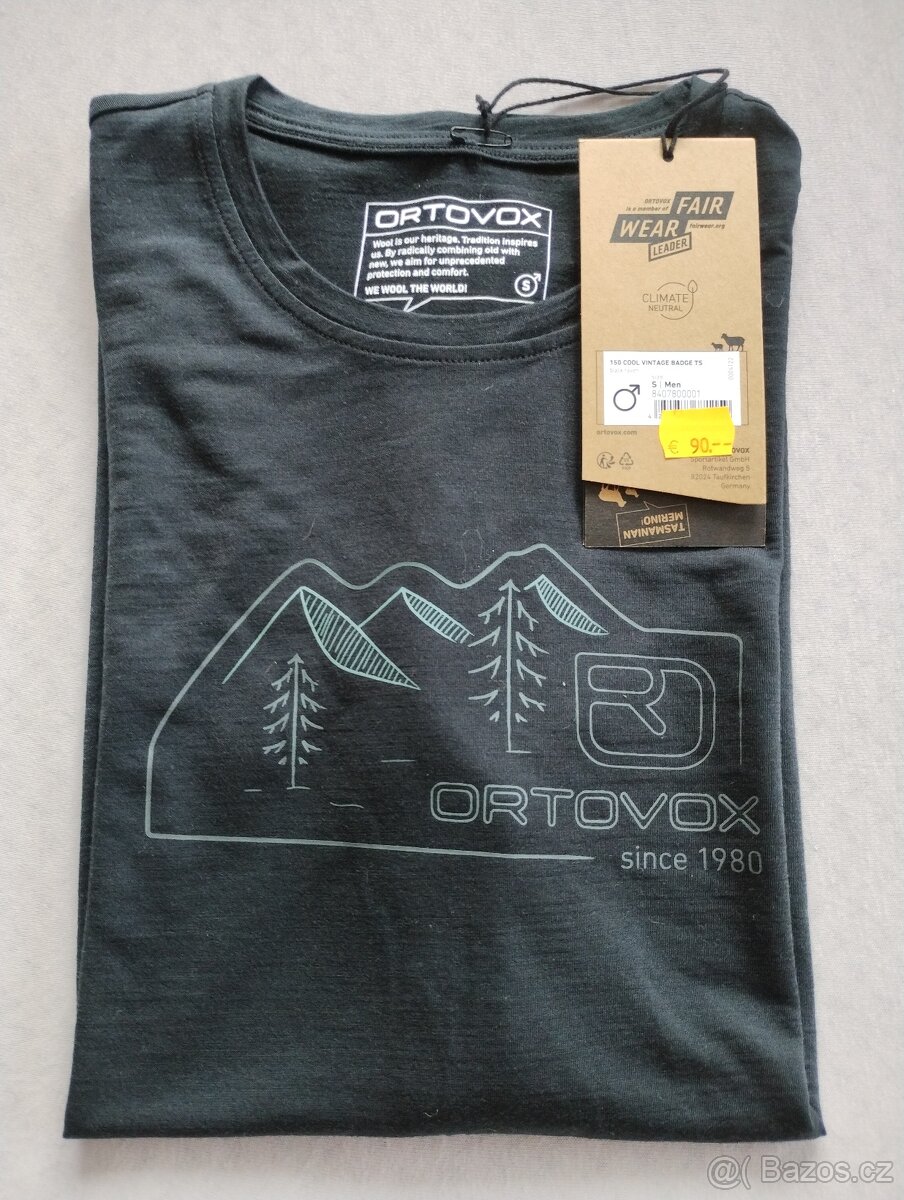 ORTOVOX
Wool is our heritage. Tradition inspires
us. By radically combining old with
new, we aim for unprecedented
protection and comfort.
WE WOOL THE WORLD!
S
ORTOVOX
is a member of
FAIR
WEAR
fairwear.org
LEADER
CLIMATE
NEUTRAL
150 COOL VINTAGE BADGE TS
S | Men
8407800001
€ 90.--
ortovox.com
Sportartikel GmbH
Rotwandweg 5
82024 Taufkirchen
Germany
TASMANIAN
MERINO!
ORTOVOX
since 1980
@( Bazos.cz